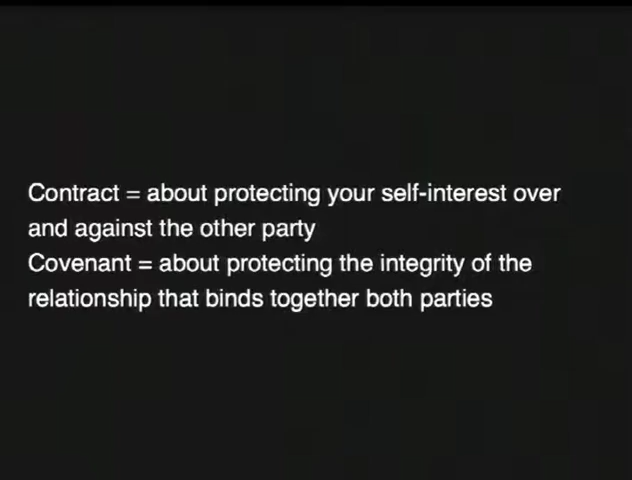 Contract = about protecting your self-interest over
and against the other party
Covenant = about protecting the integrity of the
relationship that binds together both parties